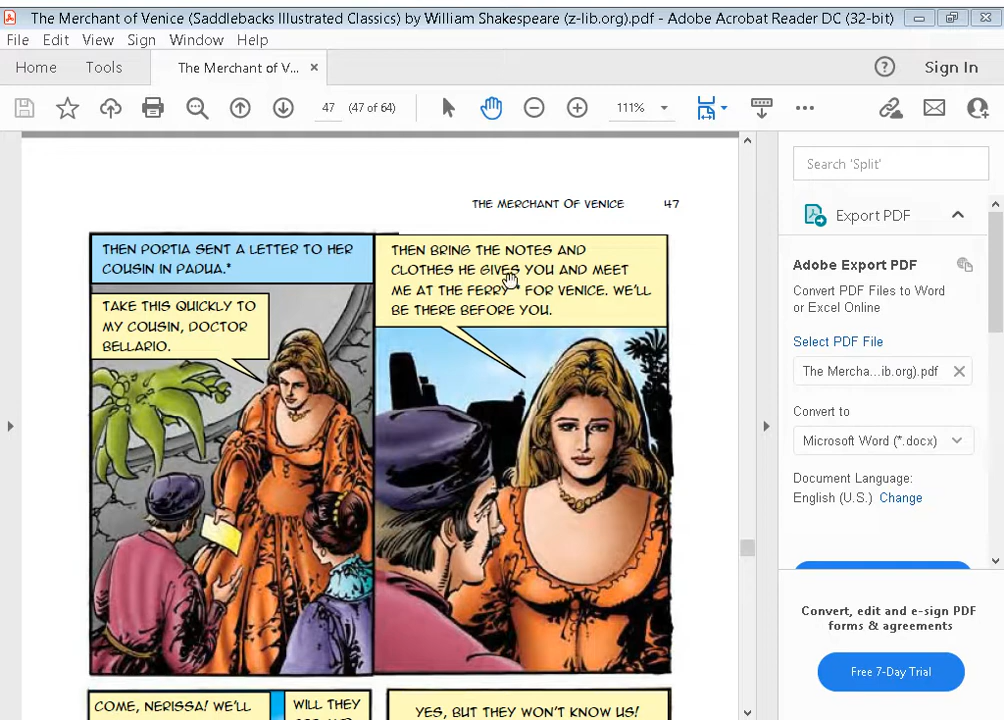 The Merchant of Venice (Saddlebacks Illustrated Classics) by William Shakespeare (z-lib.org).pdf - Adobe Acrobat Reader DC (32-bit)
File Edit View Sign Window Help
Home Tools The Merchant of V... × ? Sign In
47 (47 of 64) 111%
THE MERCHANT OF VENICE 47
THEN PORTIA SENT A LETTER TO HER
COUSIN IN PADUA.*
TAKE THIS QUICKLY TO
MY COUSIN, DOCTOR
BELLARIO.
THEN BRING THE NOTES AND
CLOTHES HE GIVES YOU AND MEET
ME AT THE FERRY FOR VENICE. WE'LL
BE THERE BEFORE YOU.
COME, NERISSA! WE'LL
WILL THEY
YES, BUT THEY WON'T KNOW US!
Search 'Split'
Export PDF
Adobe Export PDF
Convert PDF Files to Word
or Excel Online
Select PDF File
The Mercha...ib.org).pdf
Convert to
Microsoft Word (*.docx)
Document Language:
English (U.S.) Change
Convert, edit and e-sign PDF
forms & agreements
Free 7-Day Trial